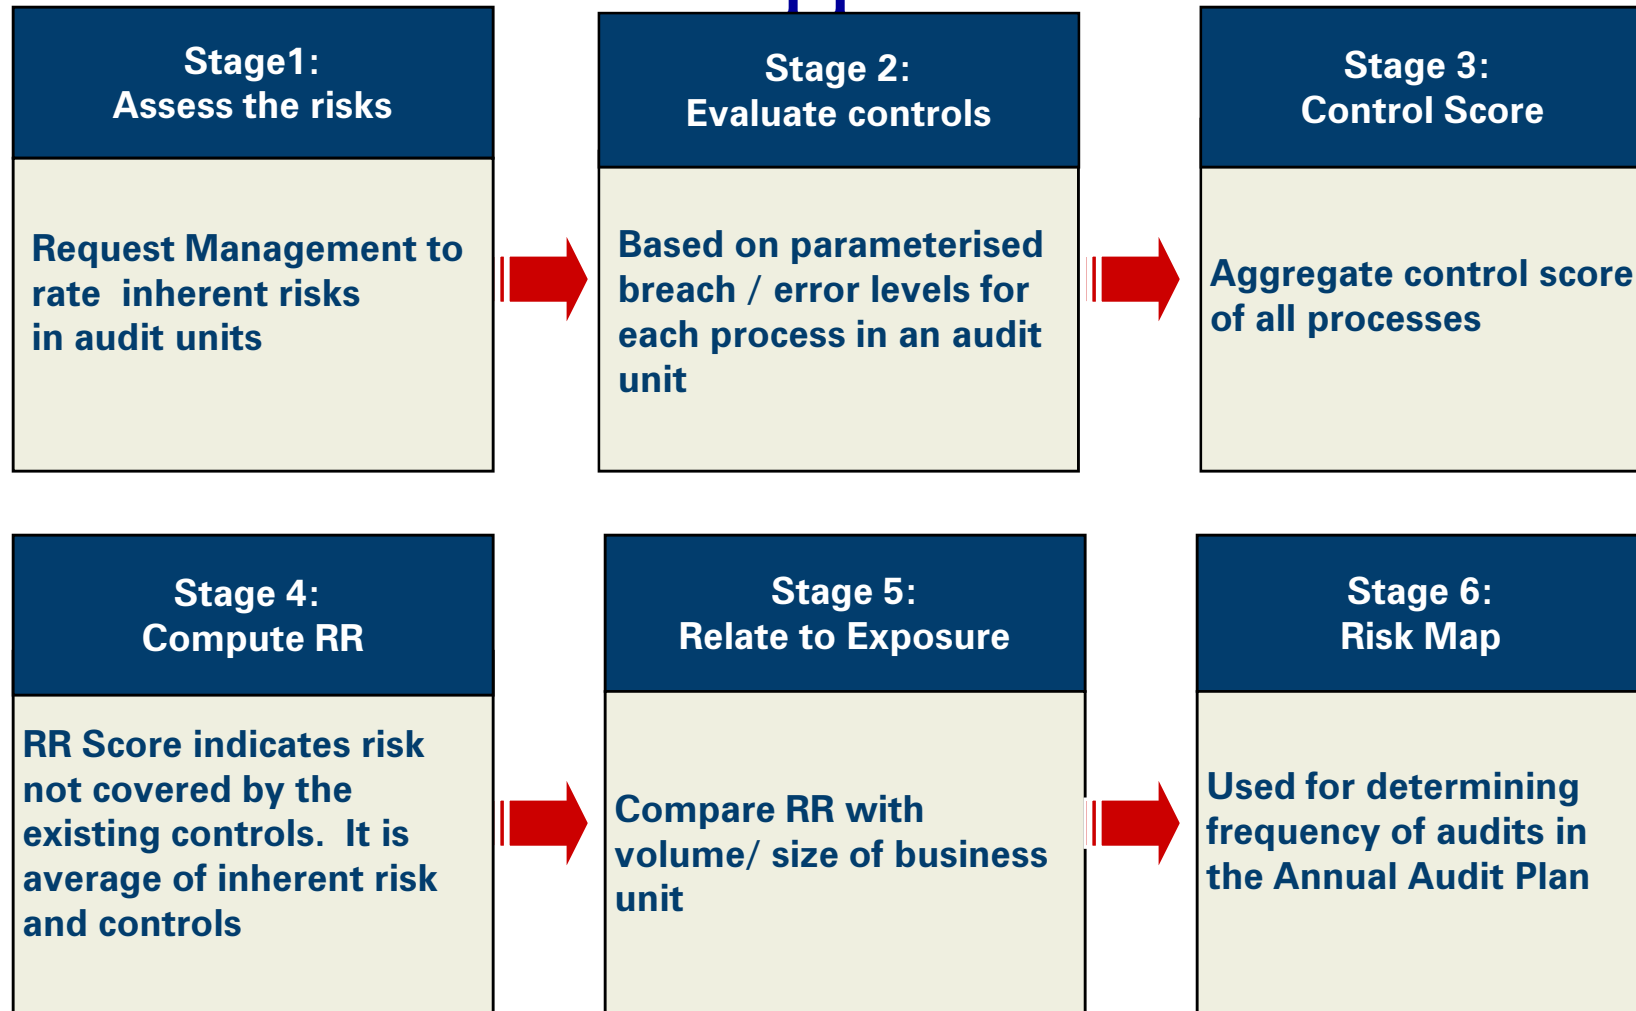 Stage1:
Assess the risks
Request Management to
rate  inherent risks
in audit units
Stage 2:
Evaluate controls
Based on parameterised
breach / error levels for
each process in an audit
unit
Stage 3:
Control Score
Aggregate control score
of all processes
Stage 4:
Compute RR
RR Score indicates risk
not covered by the
existing controls.  It is
average of inherent risk
and controls
Stage 5:
Relate to Exposure
Compare RR with
volume/ size of business
unit
Stage 6:
Risk Map
Used for determining
frequency of audits in
the Annual Audit Plan